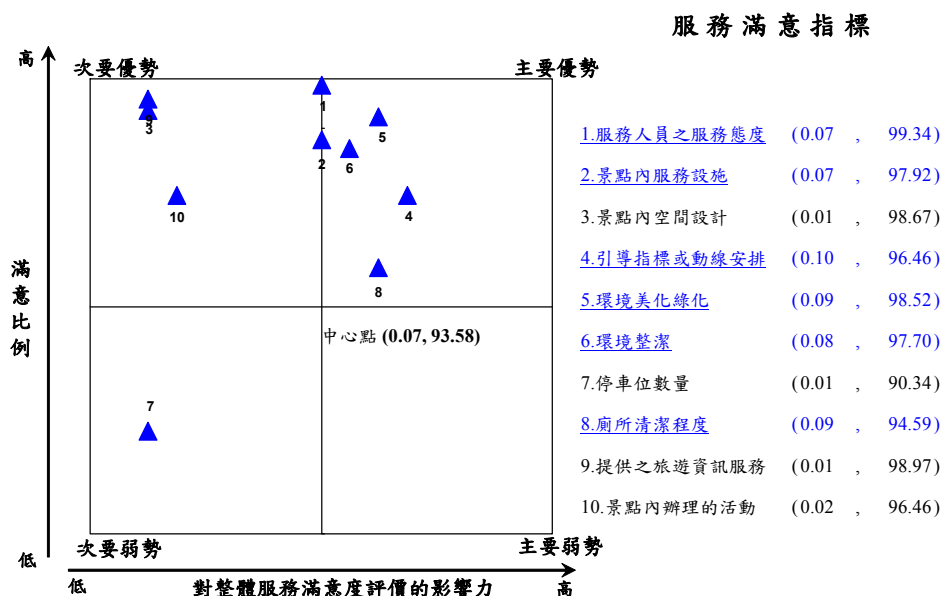 服務滿意指標
高
次要優勢
主要優勢
1
5
9
3
2
6
10
4
8
滿意比例
中心點 (0.07, 93.58)
7
次要弱勢
主要弱勢
低
低
對整體服務滿意度評價的影響力
高
1.服務人員之服務態度 (0.07 , 99.34)
2.景點內服務設施 (0.07 , 97.92)
3.景點內空間設計 (0.01 , 98.67)
4.引導指標或動線安排 (0.10 , 96.46)
5.環境美化綠化 (0.09 , 98.52)
6.環境整潔 (0.08 , 97.70)
7.停車位數量 (0.01 , 90.34)
8.廁所清潔程度 (0.09 , 94.59)
9.提供之旅遊資訊服務 (0.01 , 98.97)
10.景點內辦理的活動 (0.02 , 96.46)